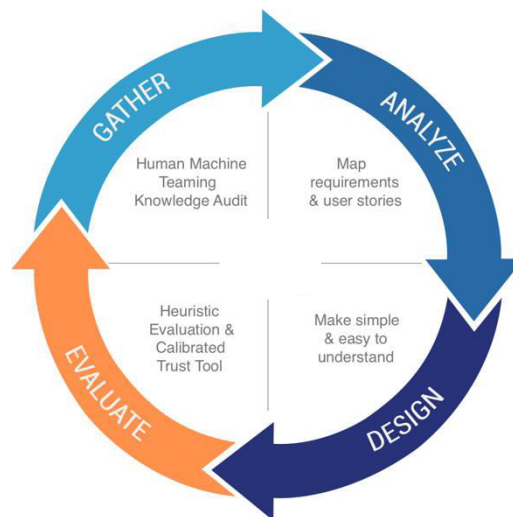 GATHER
ANALYZE
Human Machine
Teaming
Knowledge Audit
Map
requirements
& user stories
Heuristic
Evaluation &
Calibrated
Trust Tool
Make simple
& easy to
understand
EVALUATE
DESIGN